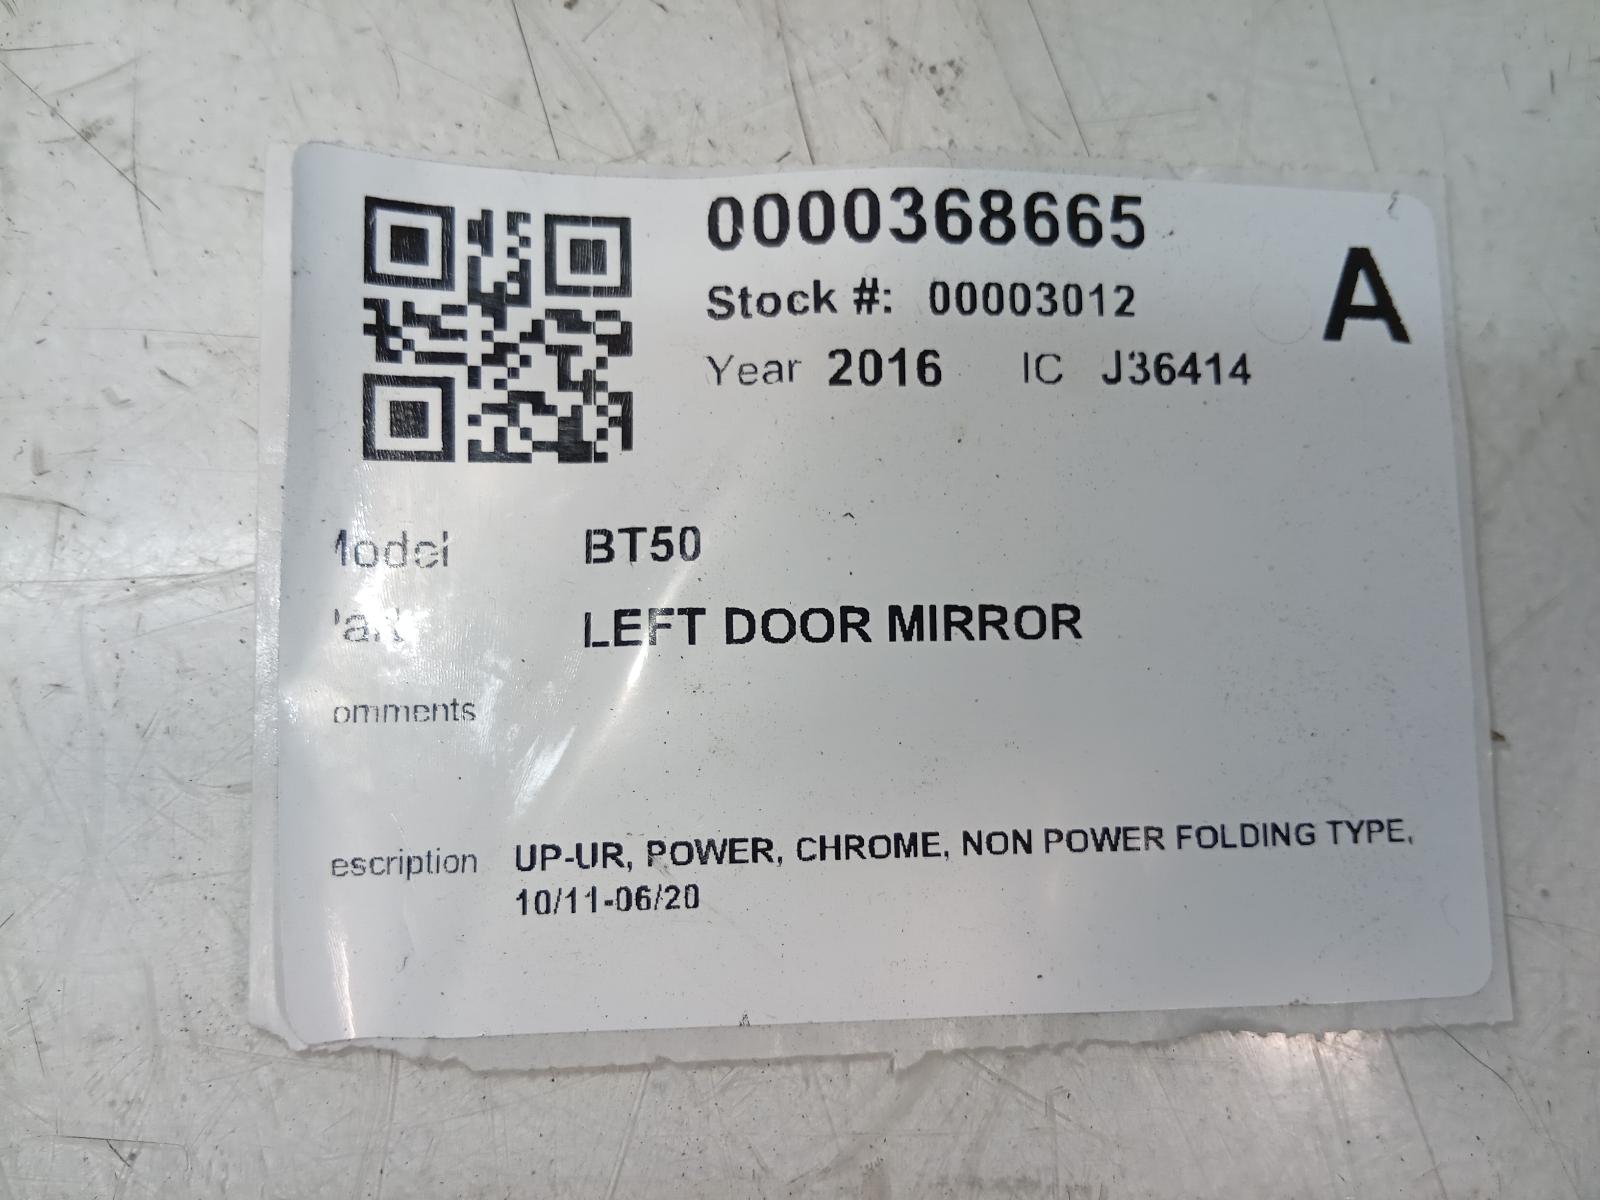 0000368665
A
Stock #: 00003012
Year 2016 IC J36414
Model BT50
LEFT DOOR MIRROR
omments
escription UP-UR, POWER, CHROME, NON POWER FOLDING TYPE,
10/11-06/20